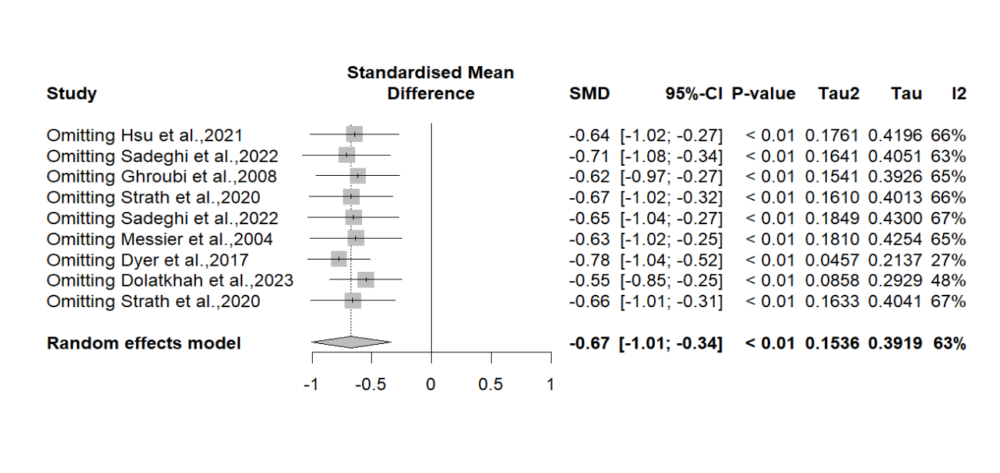 Standardised Mean
Study Difference SMD 95%-CI P-value Tau2 Tau I2
Omitting Hsu et al.,2021 -0.64 [-1.02; -0.27] < 0.01 0.1761 0.4196 66%
Omitting Sadeghi et al.,2022 -0.71 [-1.08; -0.34] < 0.01 0.1641 0.4051 63%
Omitting Ghroubi et al.,2008 -0.62 [-0.97; -0.27] < 0.01 0.1541 0.3926 65%
Omitting Strath et al.,2020 -0.67 [-1.02; -0.32] < 0.01 0.1610 0.4013 66%
Omitting Sadeghi et al.,2022 -0.65 [-1.04; -0.27] < 0.01 0.1849 0.4300 67%
Omitting Messier et al.,2004 -0.63 [-1.02; -0.25] < 0.01 0.1810 0.4254 65%
Omitting Dyer et al.,2017 -0.78 [-1.04; -0.52] < 0.01 0.0457 0.2137 27%
Omitting Dolatkhah et al.,2023 -0.55 [-0.85; -0.25] < 0.01 0.0858 0.2929 48%
Omitting Strath et al.,2020 -0.66 [-1.01; -0.31] < 0.01 0.1633 0.4041 67%
Random effects model -0.67 [-1.01; -0.34] < 0.01 0.1536 0.3919 63%
-1 -0.5 0 0.5 1